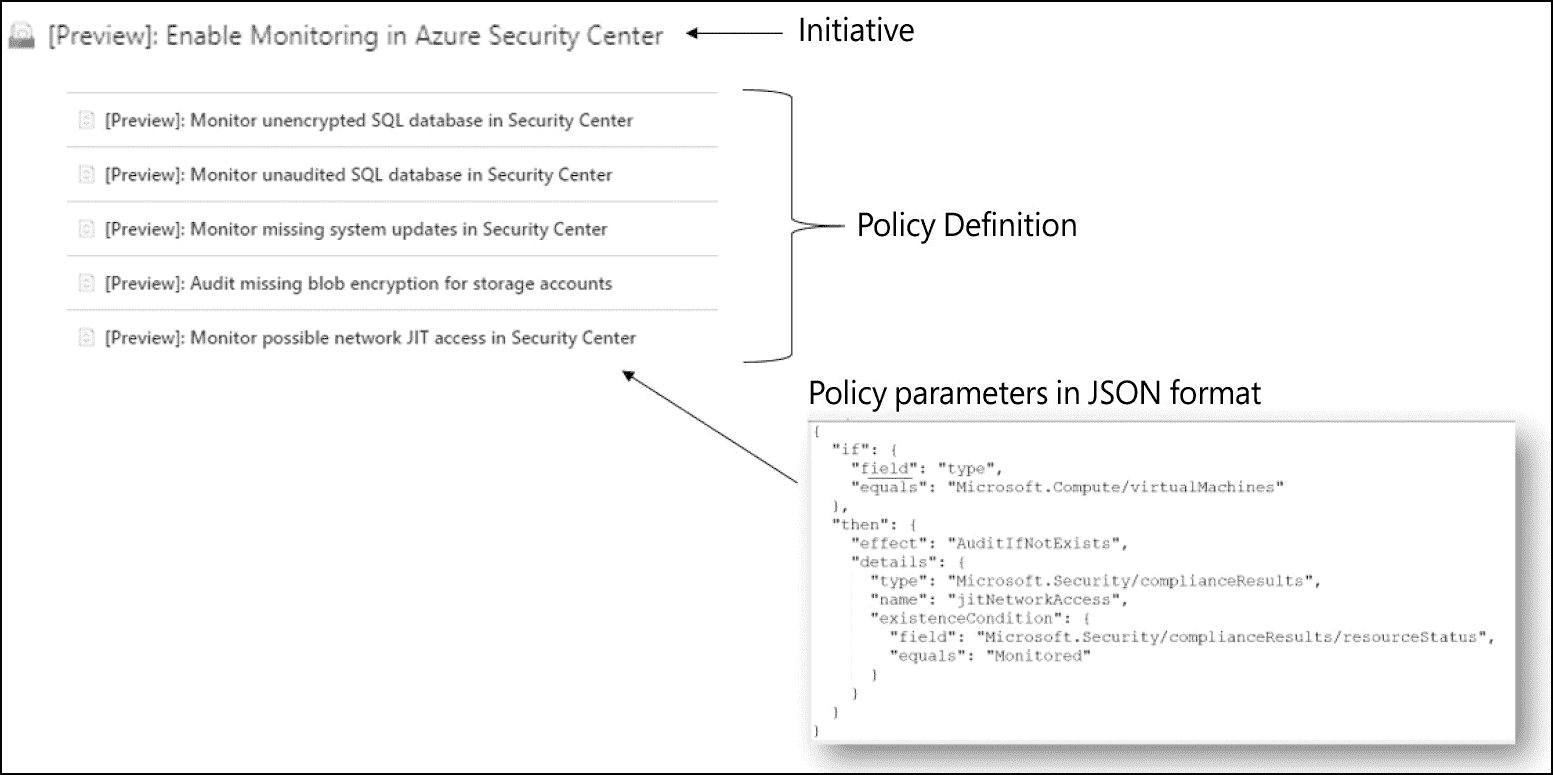 [Preview]: Enable Monitoring in Azure Security Center
Initiative
[Preview]: Monitor unencrypted SQL database in Security Center
[Preview]: Monitor unaudited SQL database in Security Center
[Preview]: Monitor missing system updates in Security Center
[Preview]: Audit missing blob encryption for storage accounts
[Preview]: Monitor possible network JIT access in Security Center
Policy Definition
Policy parameters in JSON format
{
"if": {
"field": "type",
"equals": "Microsoft.Compute/virtualMachines"
},
"then": {
"effect": "AuditIfNotExists",
"details": {
"type": "Microsoft.Security/complianceResults",
"name": "jitNetworkAccess",
"existenceCondition": {
"field": "Microsoft.Security/complianceResults/resourceStatus",
"equals": "Monitored"
}
}
}
}